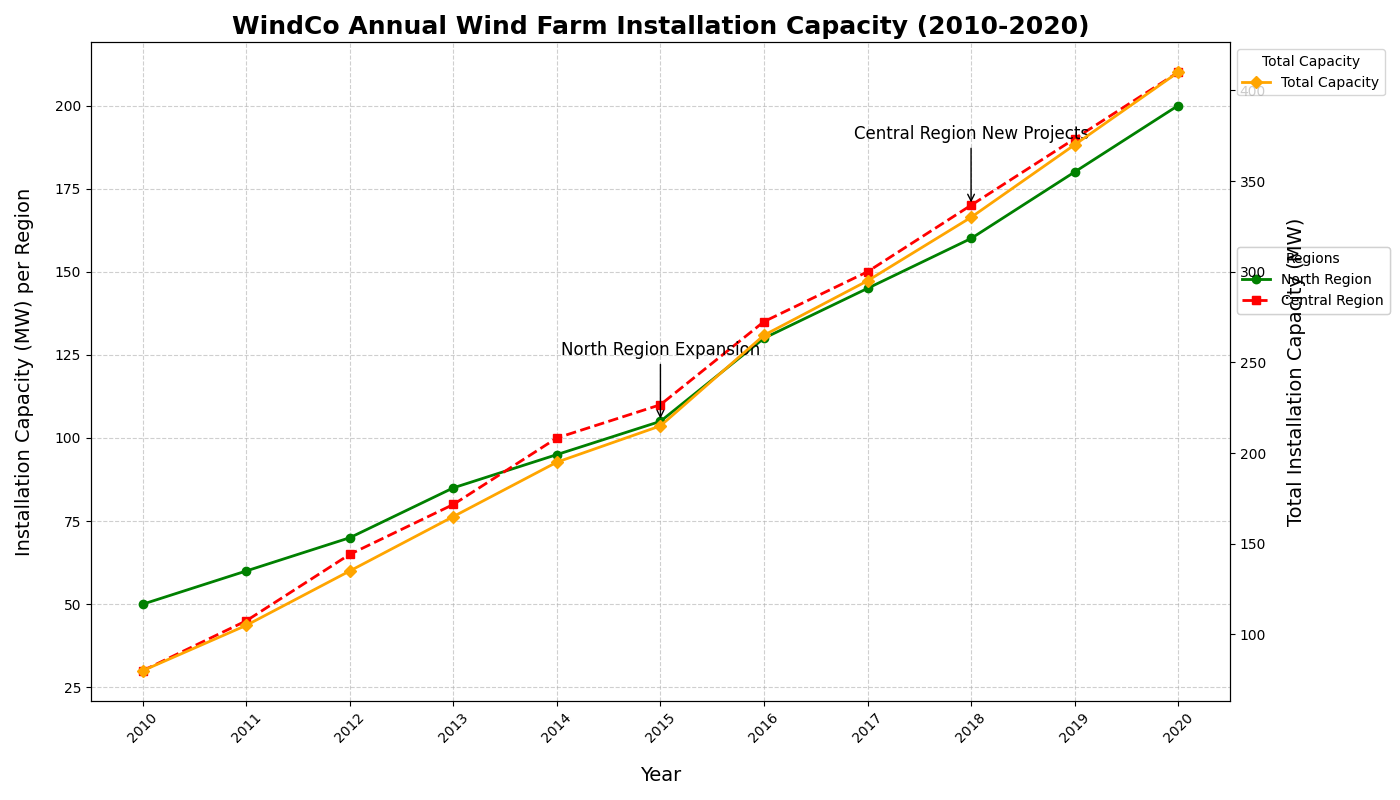 WindCo Annual Wind Farm Installation Capacity (2010-2020)
Installation Capacity (MW) per Region
200
175
150
125
100
75
50
25
Central Region New Projects
North Region Expansion
2010
2011
2012
2013
2014
2015
2016
2017
2018
2019
2020
Year
Total Capacity
Total Capacity
400
350
300
250
200
150
100
Total Installation Capacity (MW)
Regions
North Region
Central Region